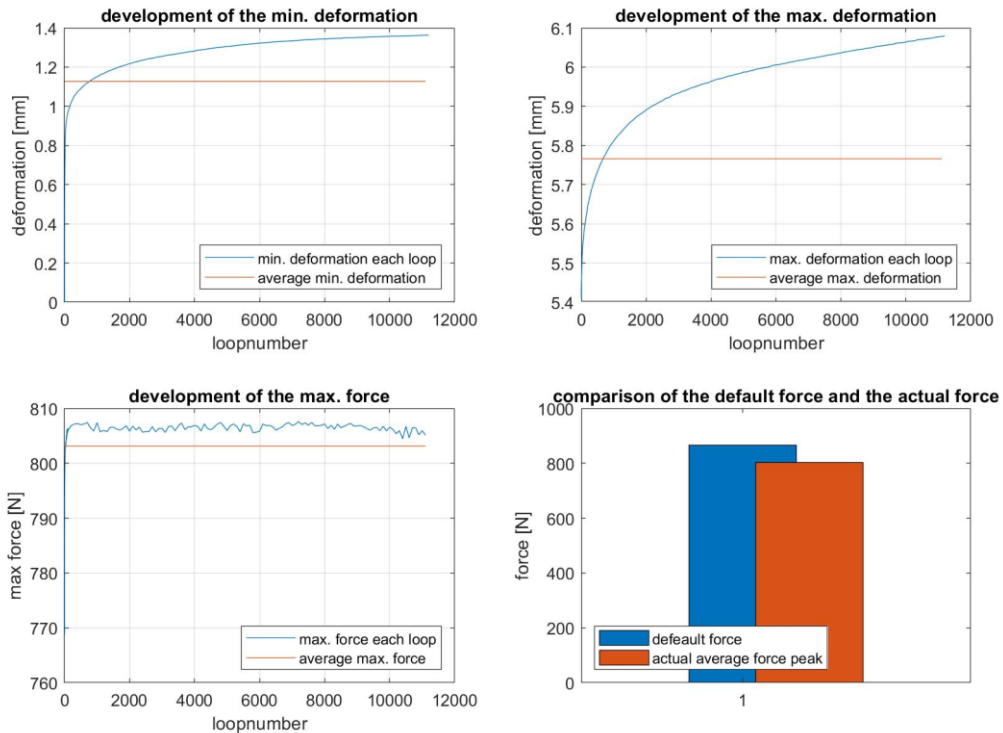 development of the min. deformation
1.4
1.2
1
0.8
0.6
0.4
0.2
0
deformation [mm]
min. deformation each loop
average min. deformation
0 2000 4000 6000 8000 10000 12000
loopnumber
development of the max. deformation
6.1
6
5.9
5.8
5.7
5.6
5.5
5.4
deformation [mm]
max. deformation each loop
average max. deformation
0 2000 4000 6000 8000 10000 12000
loopnumber
development of the max. force
810
800
790
780
770
760
max force [N]
max. force each loop
average max. force
0 2000 4000 6000 8000 10000 12000
loopnumber
comparison of the default force and the actual force
1000
800
600
400
200
0
force [N]
defeault force
actual average force peak
1